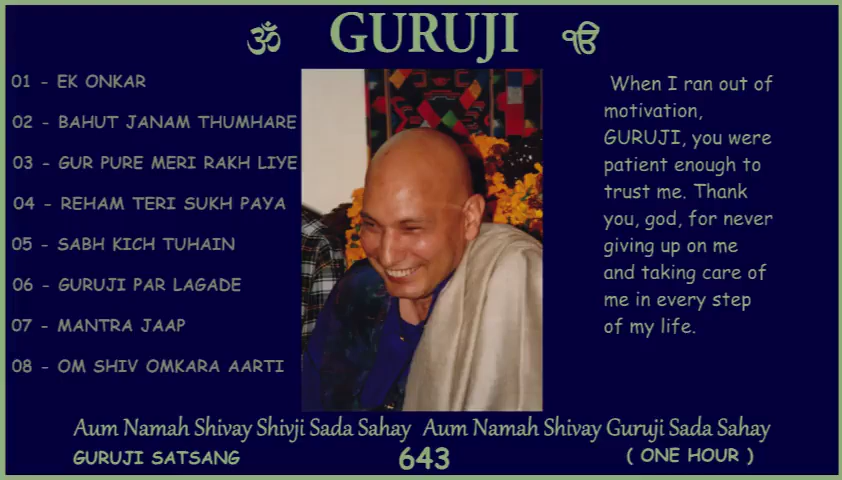 ॐ GURUJI ੴ
01 - EK ONKAR
02 - BAHUT JANAM THUMHARE
03 - GUR PURE MERI RAKH LIYE
04 - REHAM TERI SUKH PAYA
05 - SABH KICH TUHAIN
06 - GURUJI PAR LAGADE
07 - MANTRA JAAP
08 - OM SHIV OMKARA AARTI
When I ran out of
motivation,
GURUJI, you were
patient enough to
trust me. Thank
you, god, for never
giving up on me
and taking care of
me in every step
of my life.
Aum Namah Shivay Shivji Sada Sahay Aum Namah Shivay Guruji Sada Sahay
GURUJI SATSANG 643 ( ONE HOUR )